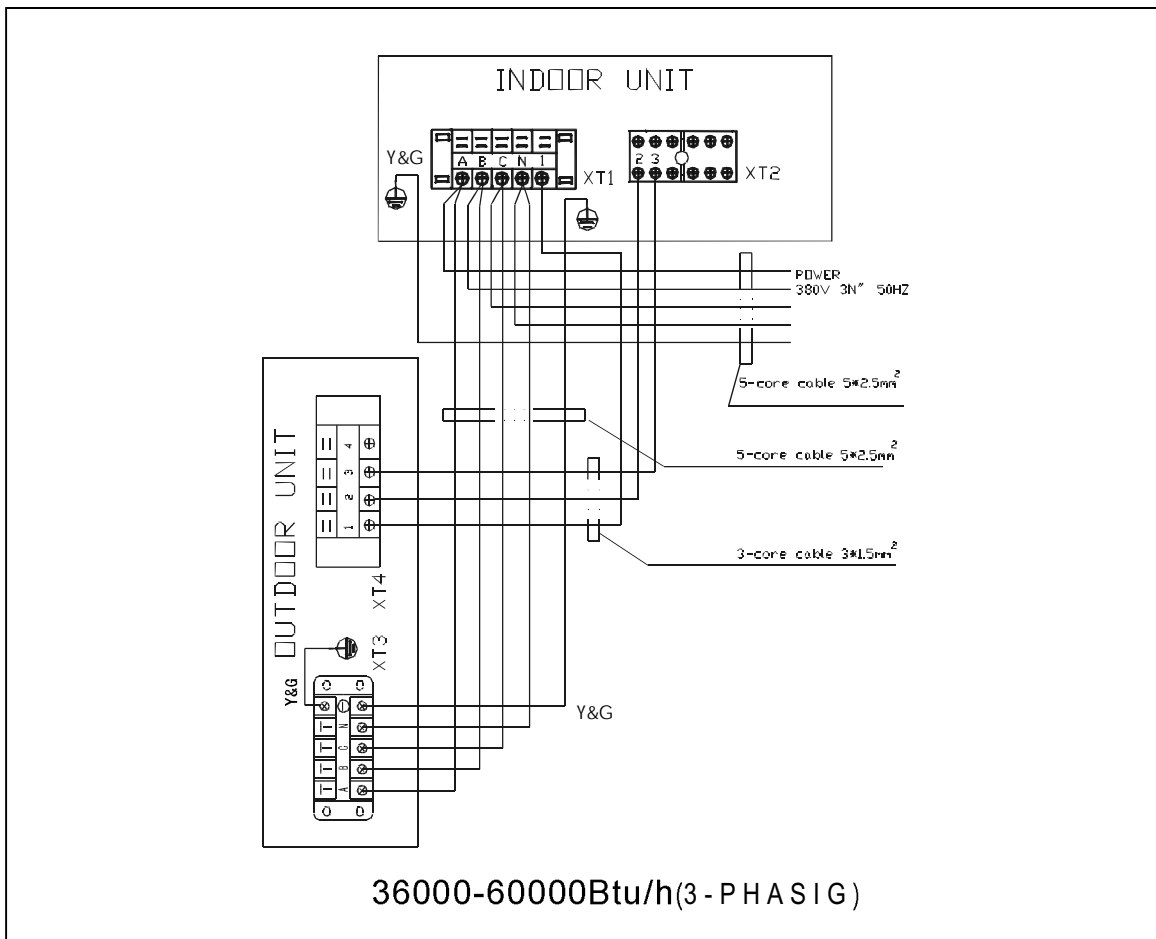 INDOOR UNIT
Y&G
A B C N 1
XT1
2 3
XT2
POWER
380V 3N″ 50HZ
5-core cable 5*2.5mm²
5-core cable 5*2.5mm²
3-core cable 3*1.5mm²
OUTDOOR UNIT
4
3
2
1
XT4
XT3
Y&G
N
C
B
A
Y&G
36000-60000Btu/h(3-PHASIG)